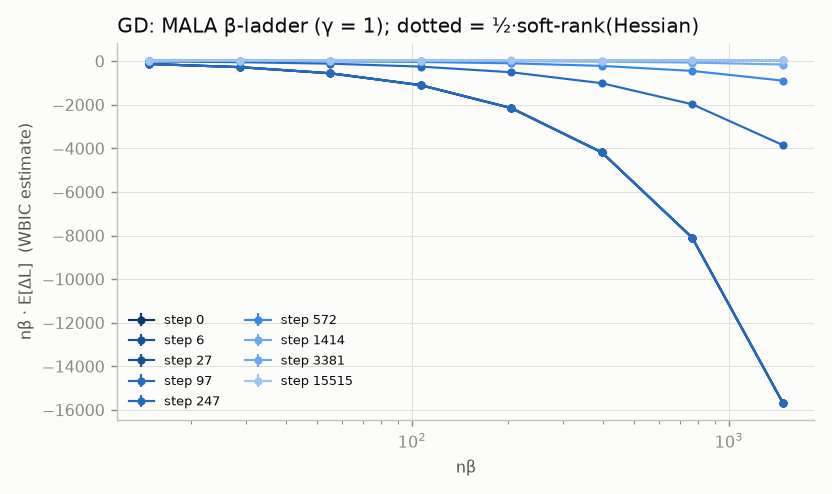 GD: MALA β-ladder (γ = 1); dotted = ½·soft-rank(Hessian)
nβ · E[ΔL] (WBIC estimate)
0
−2000
−4000
−6000
−8000
−10000
−12000
−14000
−16000
step 0
step 6
step 27
step 97
step 247
step 572
step 1414
step 3381
step 15515
10²
10³
nβ